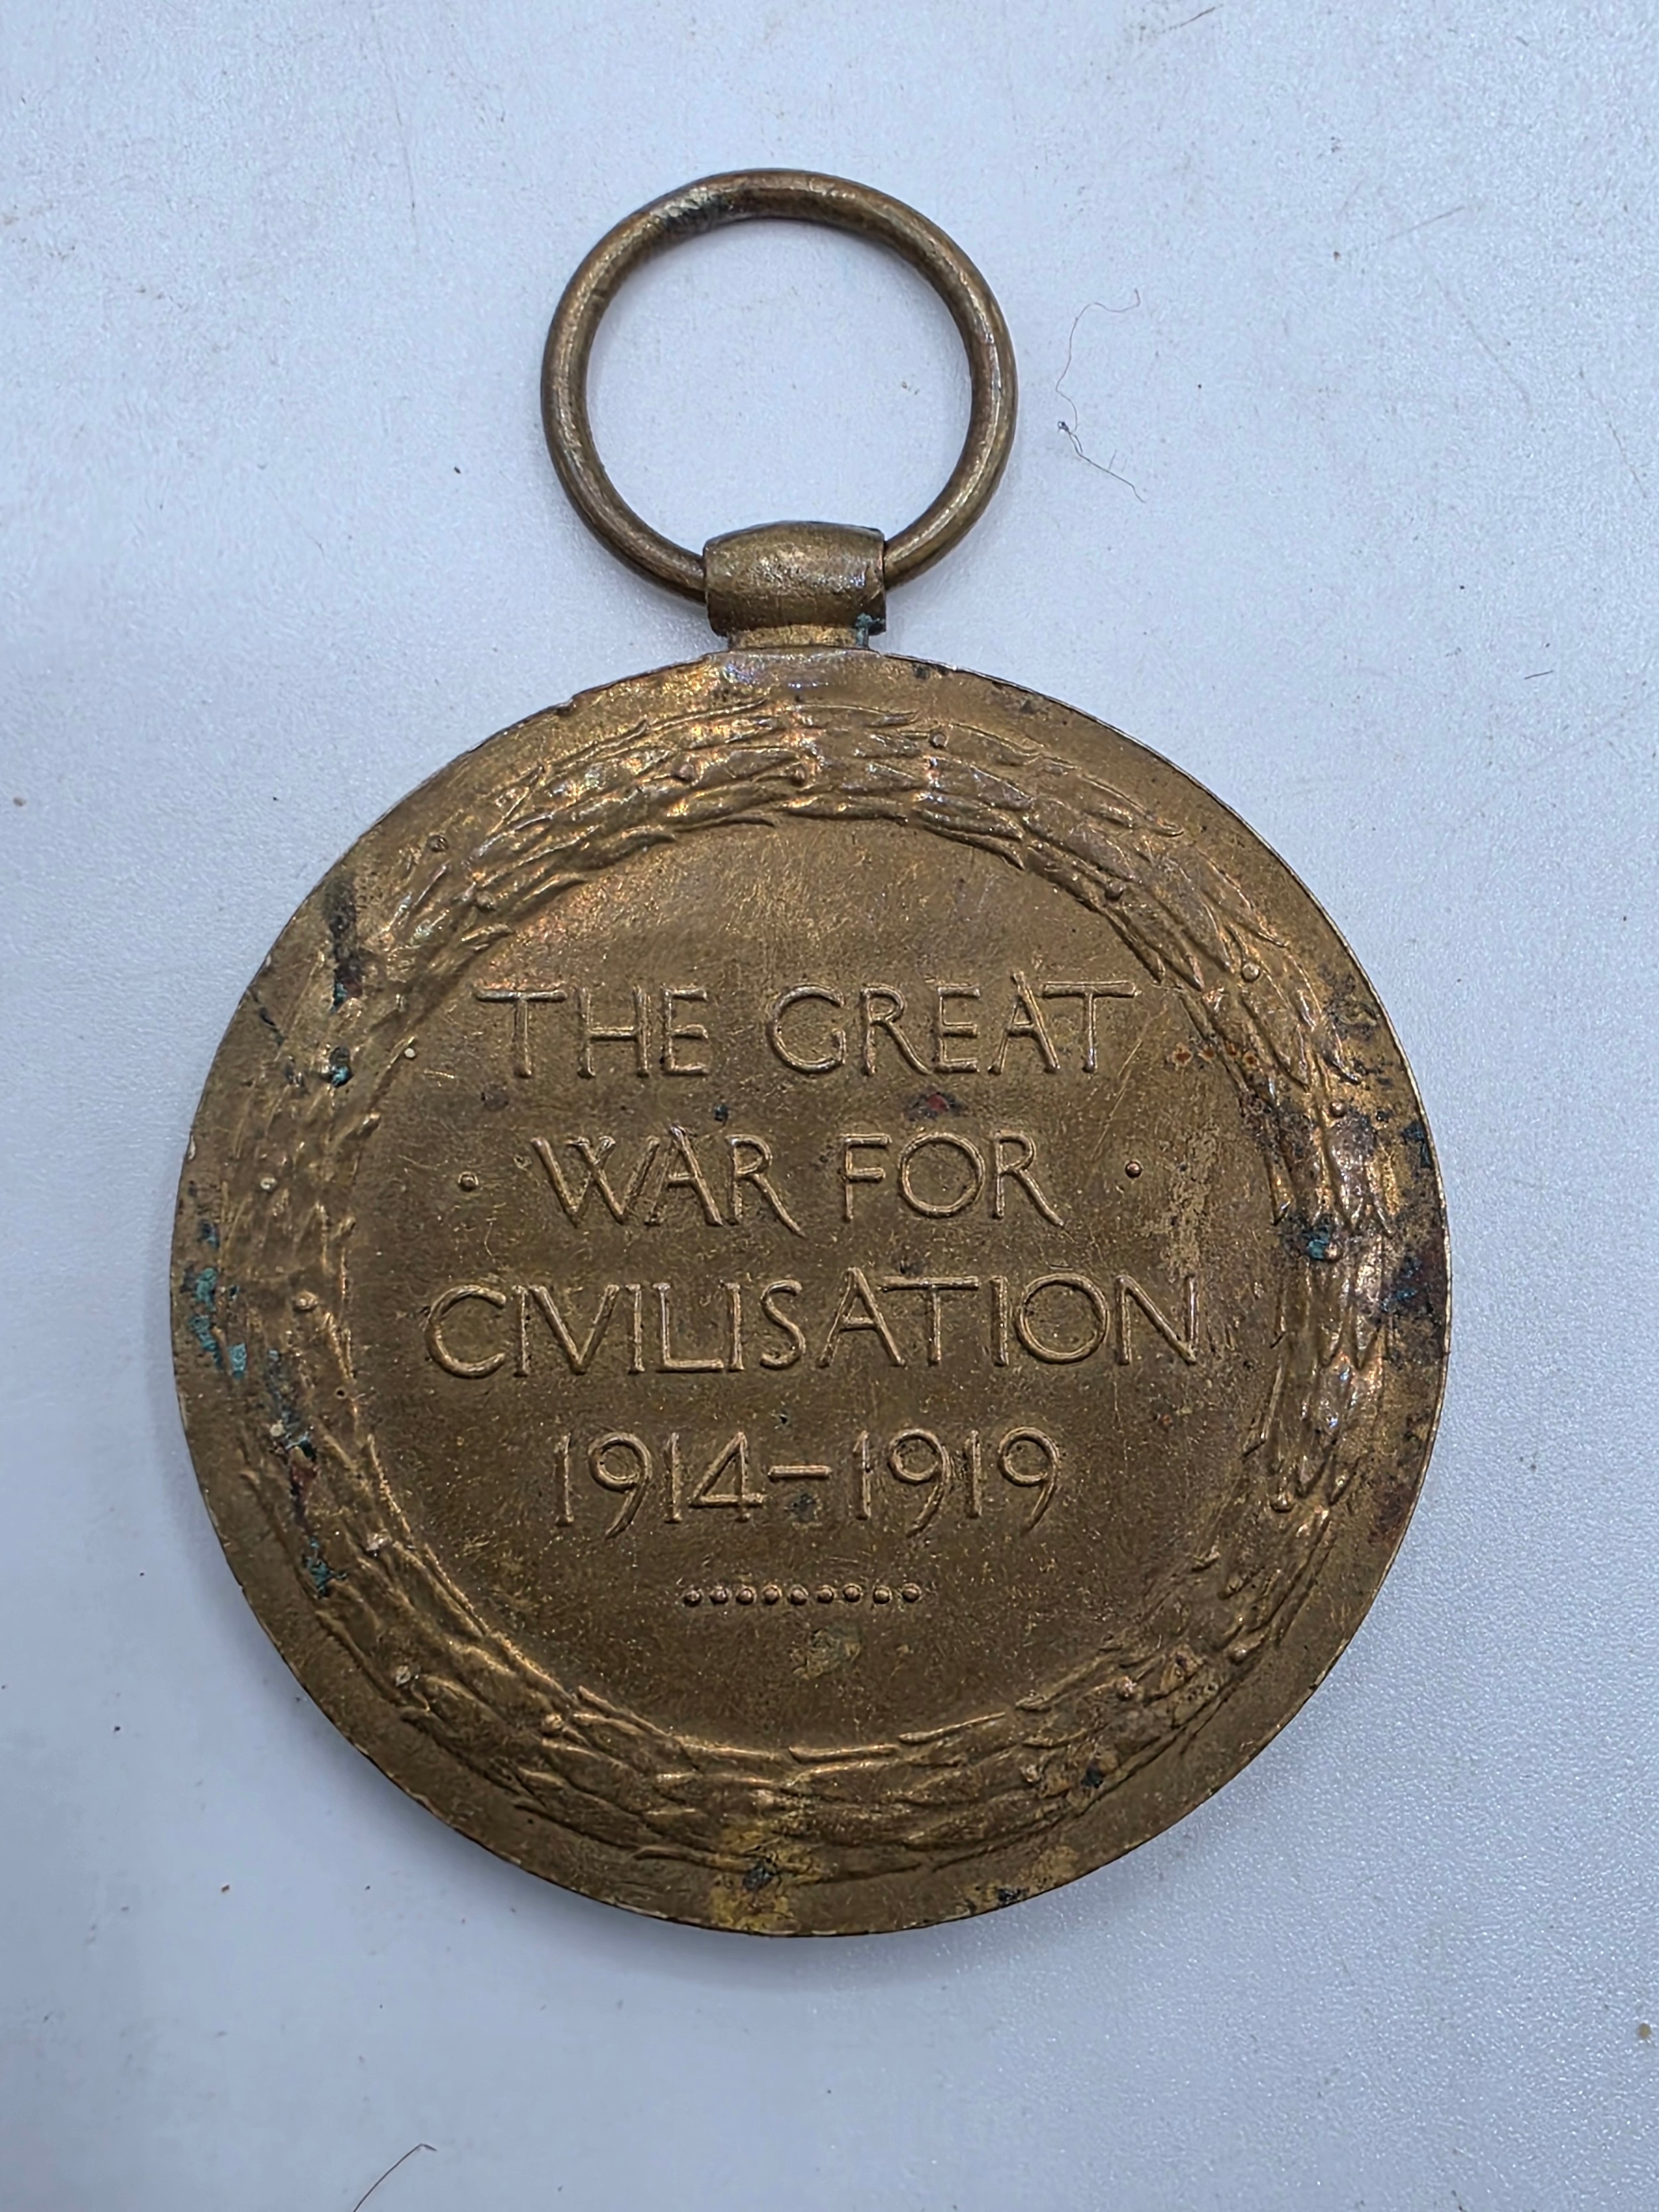 THE GREAT
· WAR FOR ·
CIVILISATION
1914–1919